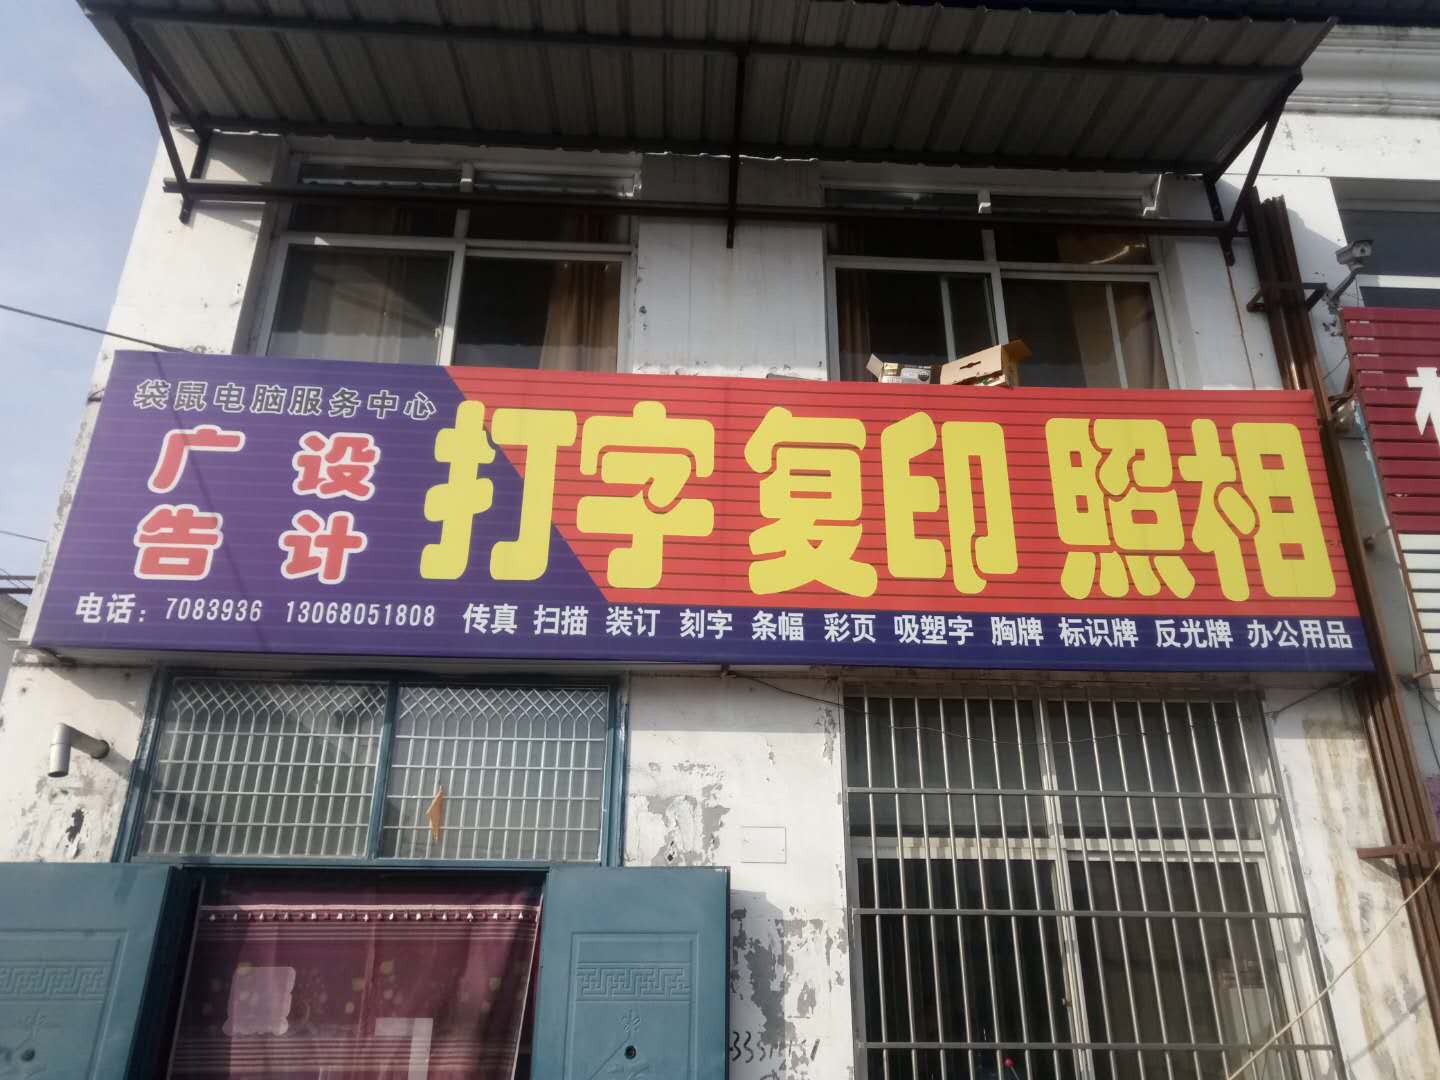 袋鼠电脑服务中心
广告
设计
打字 复印 照相
电话：7083936 13068051808
传真 扫描 装订 刻字 条幅 彩页 吸塑字 胸牌 标识牌 反光牌 办公用品